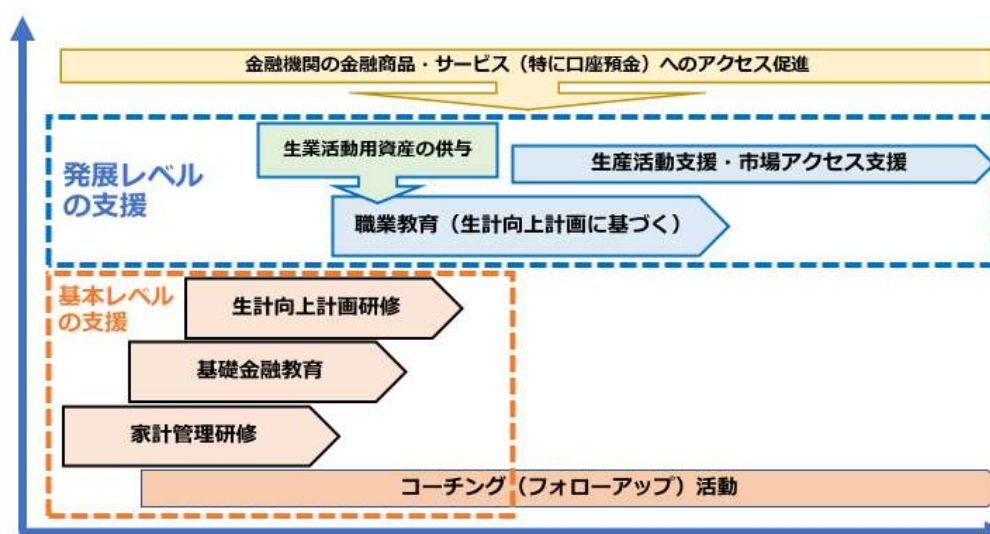 金融機関の金融商品・サービス（特に口座預金）へのアクセス促進
発展レベル
の支援
生業活動用資産の供与
生産活動支援・市場アクセス支援
職業教育（生計向上計画に基づく）
基本レベル
の支援
生計向上計画研修
基礎金融教育
家計管理研修
コーチング（フォローアップ）活動